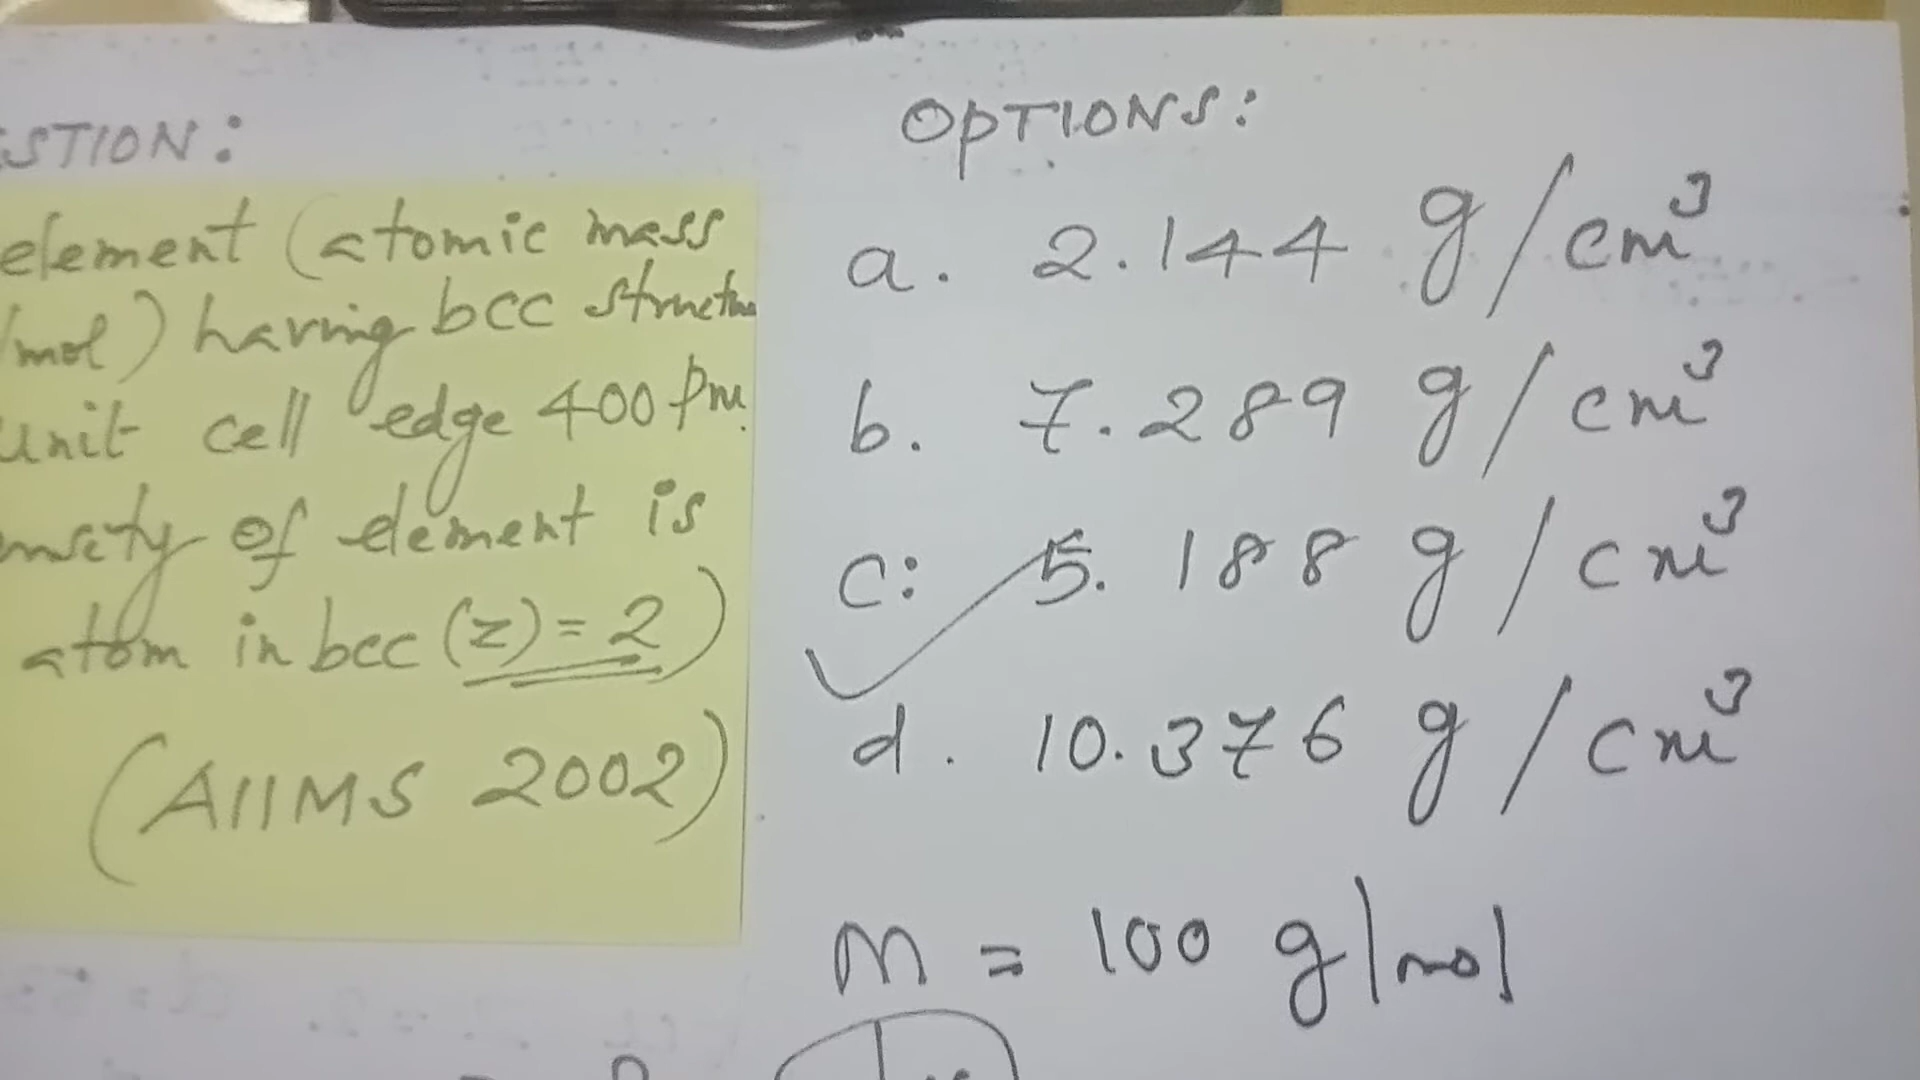 STION:
element (atomic mass
/mol) having bcc structure
unit cell edge 400 pm.
ensity of element is
atom in bcc (z) = 2)
(AIIMS 2002)
OPTIONS:
a. 2.144 g/cm³
b. 7.289 g/cm³
c: 5.188 g/cm³
d. 10.376 g/cm³
m = 100 g/mol